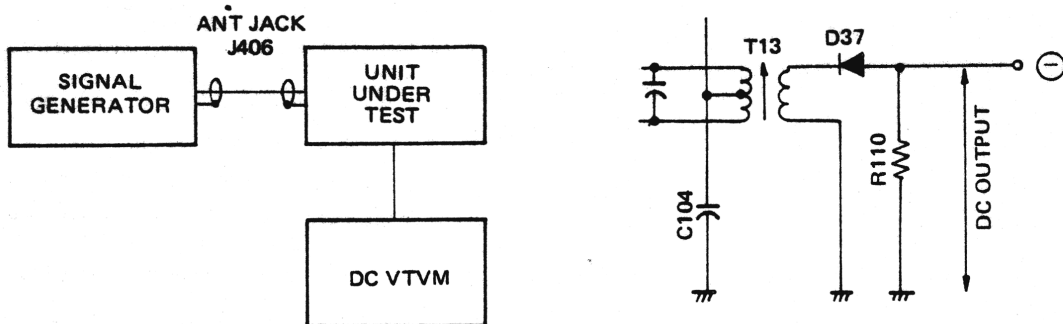 ANT JACK
J406
SIGNAL
GENERATOR
UNIT
UNDER
TEST
DC VTVM
T13
D37
C104
R110
DC OUTPUT
−